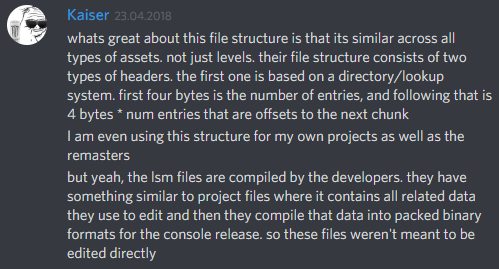 Kaiser 23.04.2018
whats great about this file structure is that its similar across all
types of assets. not just levels. their file structure consists of two
types of headers. the first one is based on a directory/lookup
system. first four bytes is the number of entries, and following that is
4 bytes * num entries that are offsets to the next chunk
I am even using this structure for my own projects as well as the
remasters
but yeah, the lsm files are compiled by the developers. they have
something similar to project files where it contains all related data
they use to edit and then they compile that data into packed binary
formats for the console release. so these files weren't meant to be
edited directly